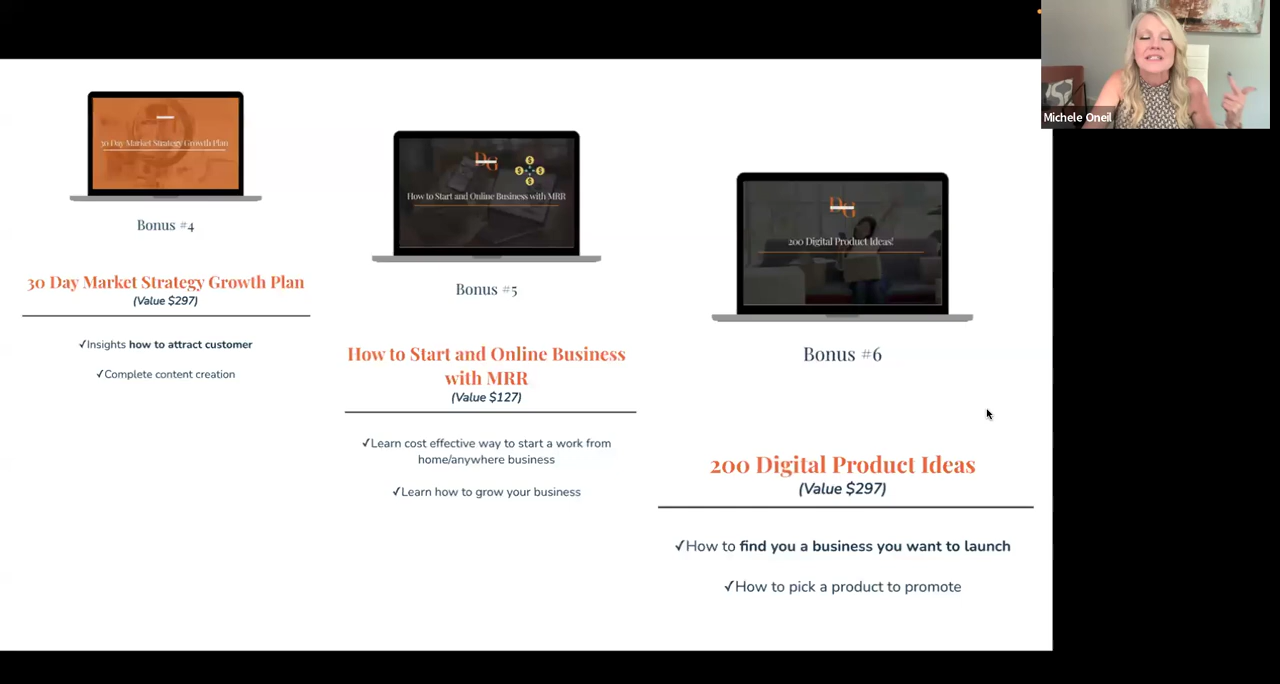 Michele Oneil
30 Day Market Strategy Growth Plan
Bonus #4
30 Day Market Strategy Growth Plan
(Value $297)
✓Insights how to attract customer
✓Complete content creation
DG
How to Start and Online Business with MRR
Bonus #5
How to Start and Online Business
with MRR
(Value $127)
✓Learn cost effective way to start a work from
home/anywhere business
✓Learn how to grow your business
DG
200 Digital Product Ideas!
Bonus #6
200 Digital Product Ideas
(Value $297)
✓How to find you a business you want to launch
✓How to pick a product to promote